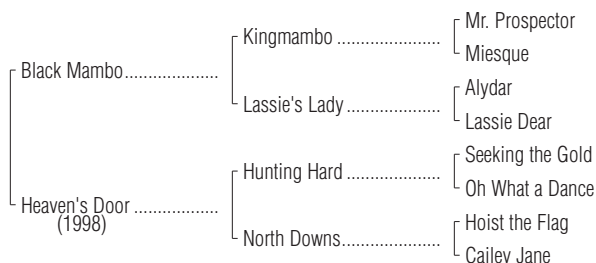 Mr. Prospector
Kingmambo ......................
Miesque
Black Mambo....................
Alydar
Lassie's Lady ....................
Lassie Dear
Seeking the Gold
Hunting Hard ....................
Oh What a Dance
Heaven's Door ..................
(1998)
Hoist the Flag
North Downs.....................
Cailey Jane